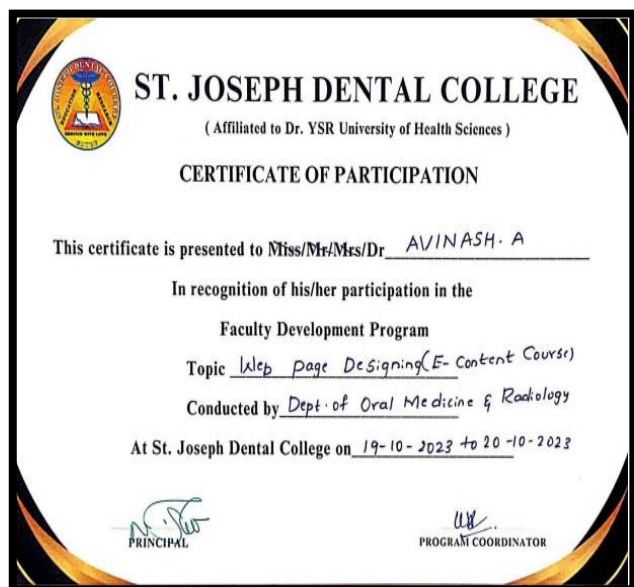 ST. JOSEPH DENTAL COLLEGE
( Affiliated to Dr. YSR University of Health Sciences )
CERTIFICATE OF PARTICIPATION
This certificate is presented to Miss/Mr/Mrs/Dr AVINASH. A
In recognition of his/her participation in the
Faculty Development Program
Topic Web page Designing (E-Content Course)
Conducted by Dept. of Oral Medicine & Radiology
At St. Joseph Dental College on 19-10-2023 to 20-10-2023
PRINCIPAL
PROGRAM COORDINATOR